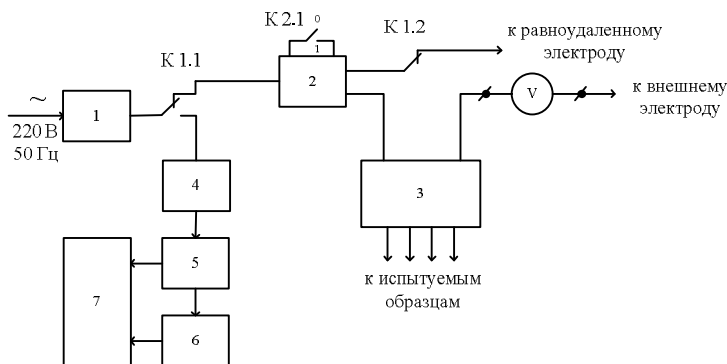 К 2.1
0
1
К 1.2
к равноудаленному
электроду
К 1.1
2
к внешнему
электроду
V
~
1
220 В
50 Гц
4
3
5
к испытуемым
образцам
7
6